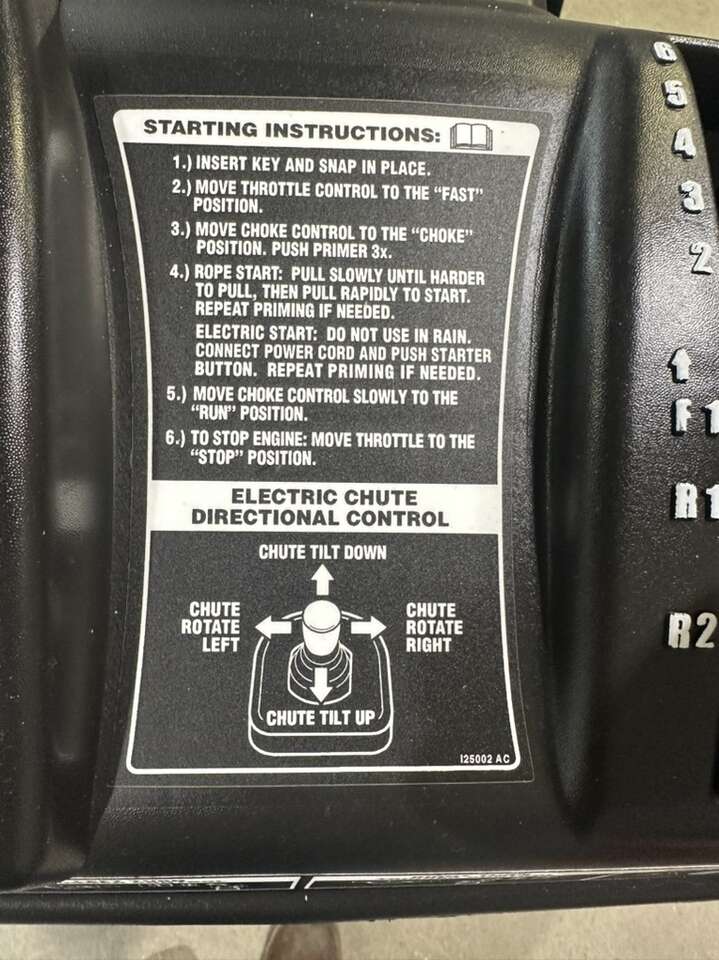 STARTING INSTRUCTIONS:
1.) INSERT KEY AND SNAP IN PLACE.
2.) MOVE THROTTLE CONTROL TO THE “FAST”
POSITION.
3.) MOVE CHOKE CONTROL TO THE “CHOKE”
POSITION. PUSH PRIMER 3x.
4.) ROPE START: PULL SLOWLY UNTIL HARDER
TO PULL, THEN PULL RAPIDLY TO START.
REPEAT PRIMING IF NEEDED.
ELECTRIC START: DO NOT USE IN RAIN.
CONNECT POWER CORD AND PUSH STARTER
BUTTON. REPEAT PRIMING IF NEEDED.
5.) MOVE CHOKE CONTROL SLOWLY TO THE
“RUN” POSITION.
6.) TO STOP ENGINE: MOVE THROTTLE TO THE
“STOP” POSITION.
ELECTRIC CHUTE
DIRECTIONAL CONTROL
CHUTE TILT DOWN
CHUTE
ROTATE
LEFT
CHUTE
ROTATE
RIGHT
CHUTE TILT UP
I25002 AC
6
5
4
3
2
F1
R1
R2